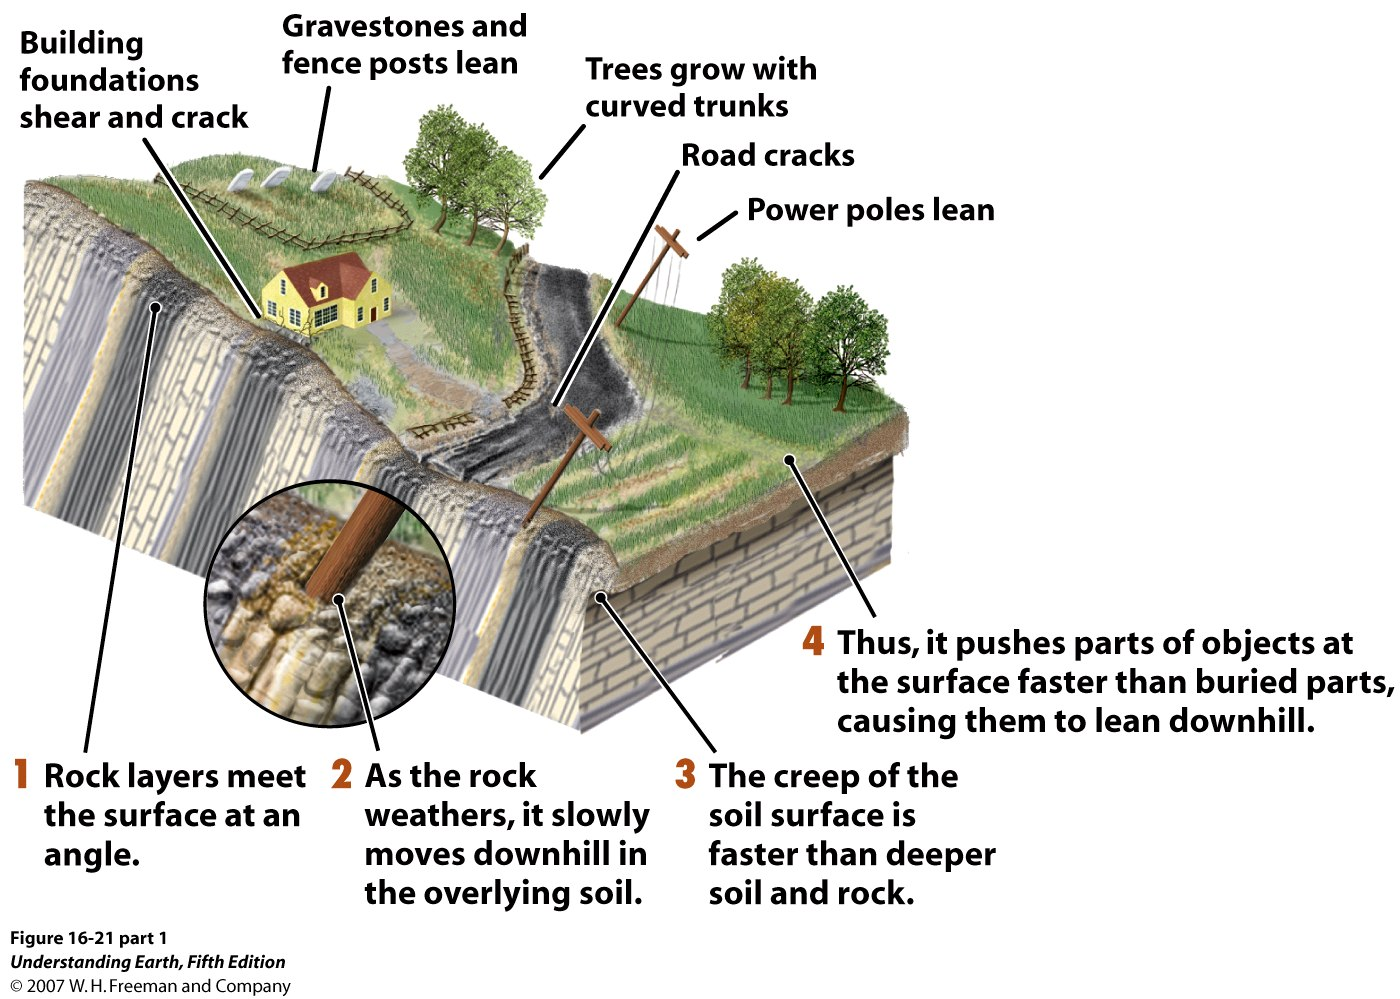 Building
foundations
shear and crack
Gravestones and
fence posts lean
Trees grow with
curved trunks
Road cracks
Power poles lean
4 Thus, it pushes parts of objects at
the surface faster than buried parts,
causing them to lean downhill.
1 Rock layers meet
the surface at an
angle.
2 As the rock
weathers, it slowly
moves downhill in
the overlying soil.
3 The creep of the
soil surface is
faster than deeper
soil and rock.
Figure 16-21 part 1
Understanding Earth, Fifth Edition
© 2007 W. H. Freeman and Company